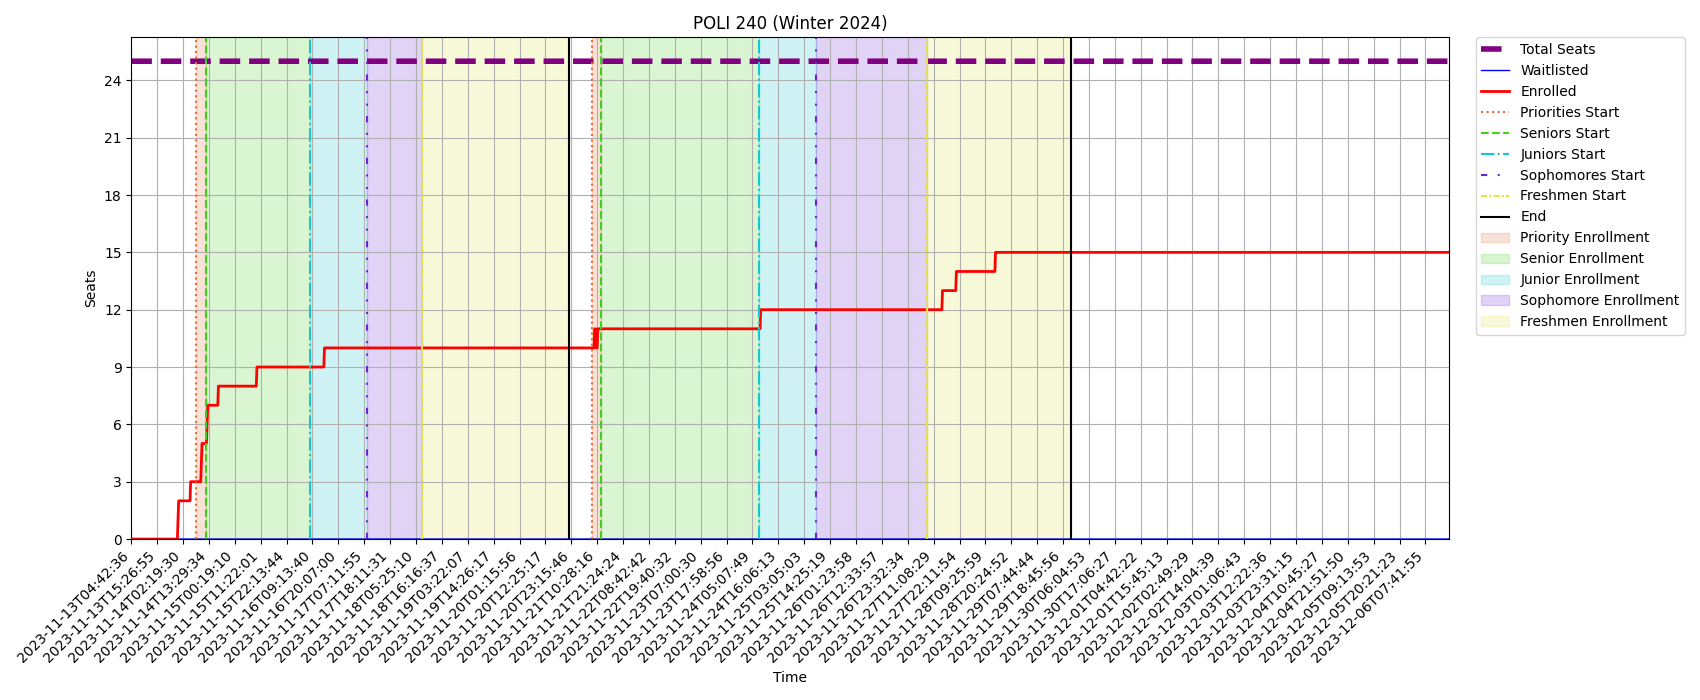 POLI 240 (Winter 2024)
Seats
24
21
18
15
12
9
6
3
0
2023-11-13T04:42:36
2023-11-13T15:26:55
2023-11-14T02:19:30
2023-11-14T13:29:34
2023-11-15T00:19:10
2023-11-15T11:22:01
2023-11-15T22:13:44
2023-11-16T09:13:40
2023-11-16T20:07:00
2023-11-17T07:11:55
2023-11-17T18:11:31
2023-11-18T05:25:10
2023-11-18T16:16:37
2023-11-19T03:22:07
2023-11-19T14:26:17
2023-11-20T01:15:56
2023-11-20T12:25:17
2023-11-20T23:15:46
2023-11-21T10:28:16
2023-11-21T21:24:24
2023-11-22T08:42:42
2023-11-22T19:40:32
2023-11-23T07:00:30
2023-11-23T17:58:56
2023-11-24T05:07:49
2023-11-24T16:06:13
2023-11-25T03:05:03
2023-11-25T14:25:19
2023-11-26T01:23:58
2023-11-26T12:33:57
2023-11-26T23:32:34
2023-11-27T11:08:29
2023-11-27T22:11:54
2023-11-28T09:25:59
2023-11-28T20:24:52
2023-11-29T07:44:44
2023-11-29T18:45:56
2023-11-30T06:04:53
2023-11-30T17:06:27
2023-12-01T04:42:22
2023-12-01T15:45:13
2023-12-02T02:49:29
2023-12-02T14:04:39
2023-12-03T01:06:43
2023-12-03T12:22:36
2023-12-03T23:31:15
2023-12-04T10:45:27
2023-12-04T21:51:50
2023-12-05T09:13:53
2023-12-05T20:21:23
2023-12-06T07:41:55
Time
Total Seats
Waitlisted
Enrolled
Priorities Start
Seniors Start
Juniors Start
Sophomores Start
Freshmen Start
End
Priority Enrollment
Senior Enrollment
Junior Enrollment
Sophomore Enrollment
Freshmen Enrollment